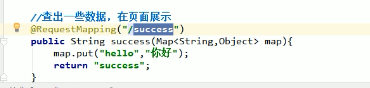 //查出一些数据，在页面展示
@RequestMapping("/success")
public String success(Map<String,Object> map){
map.put("hello","你好");
return "success";
}